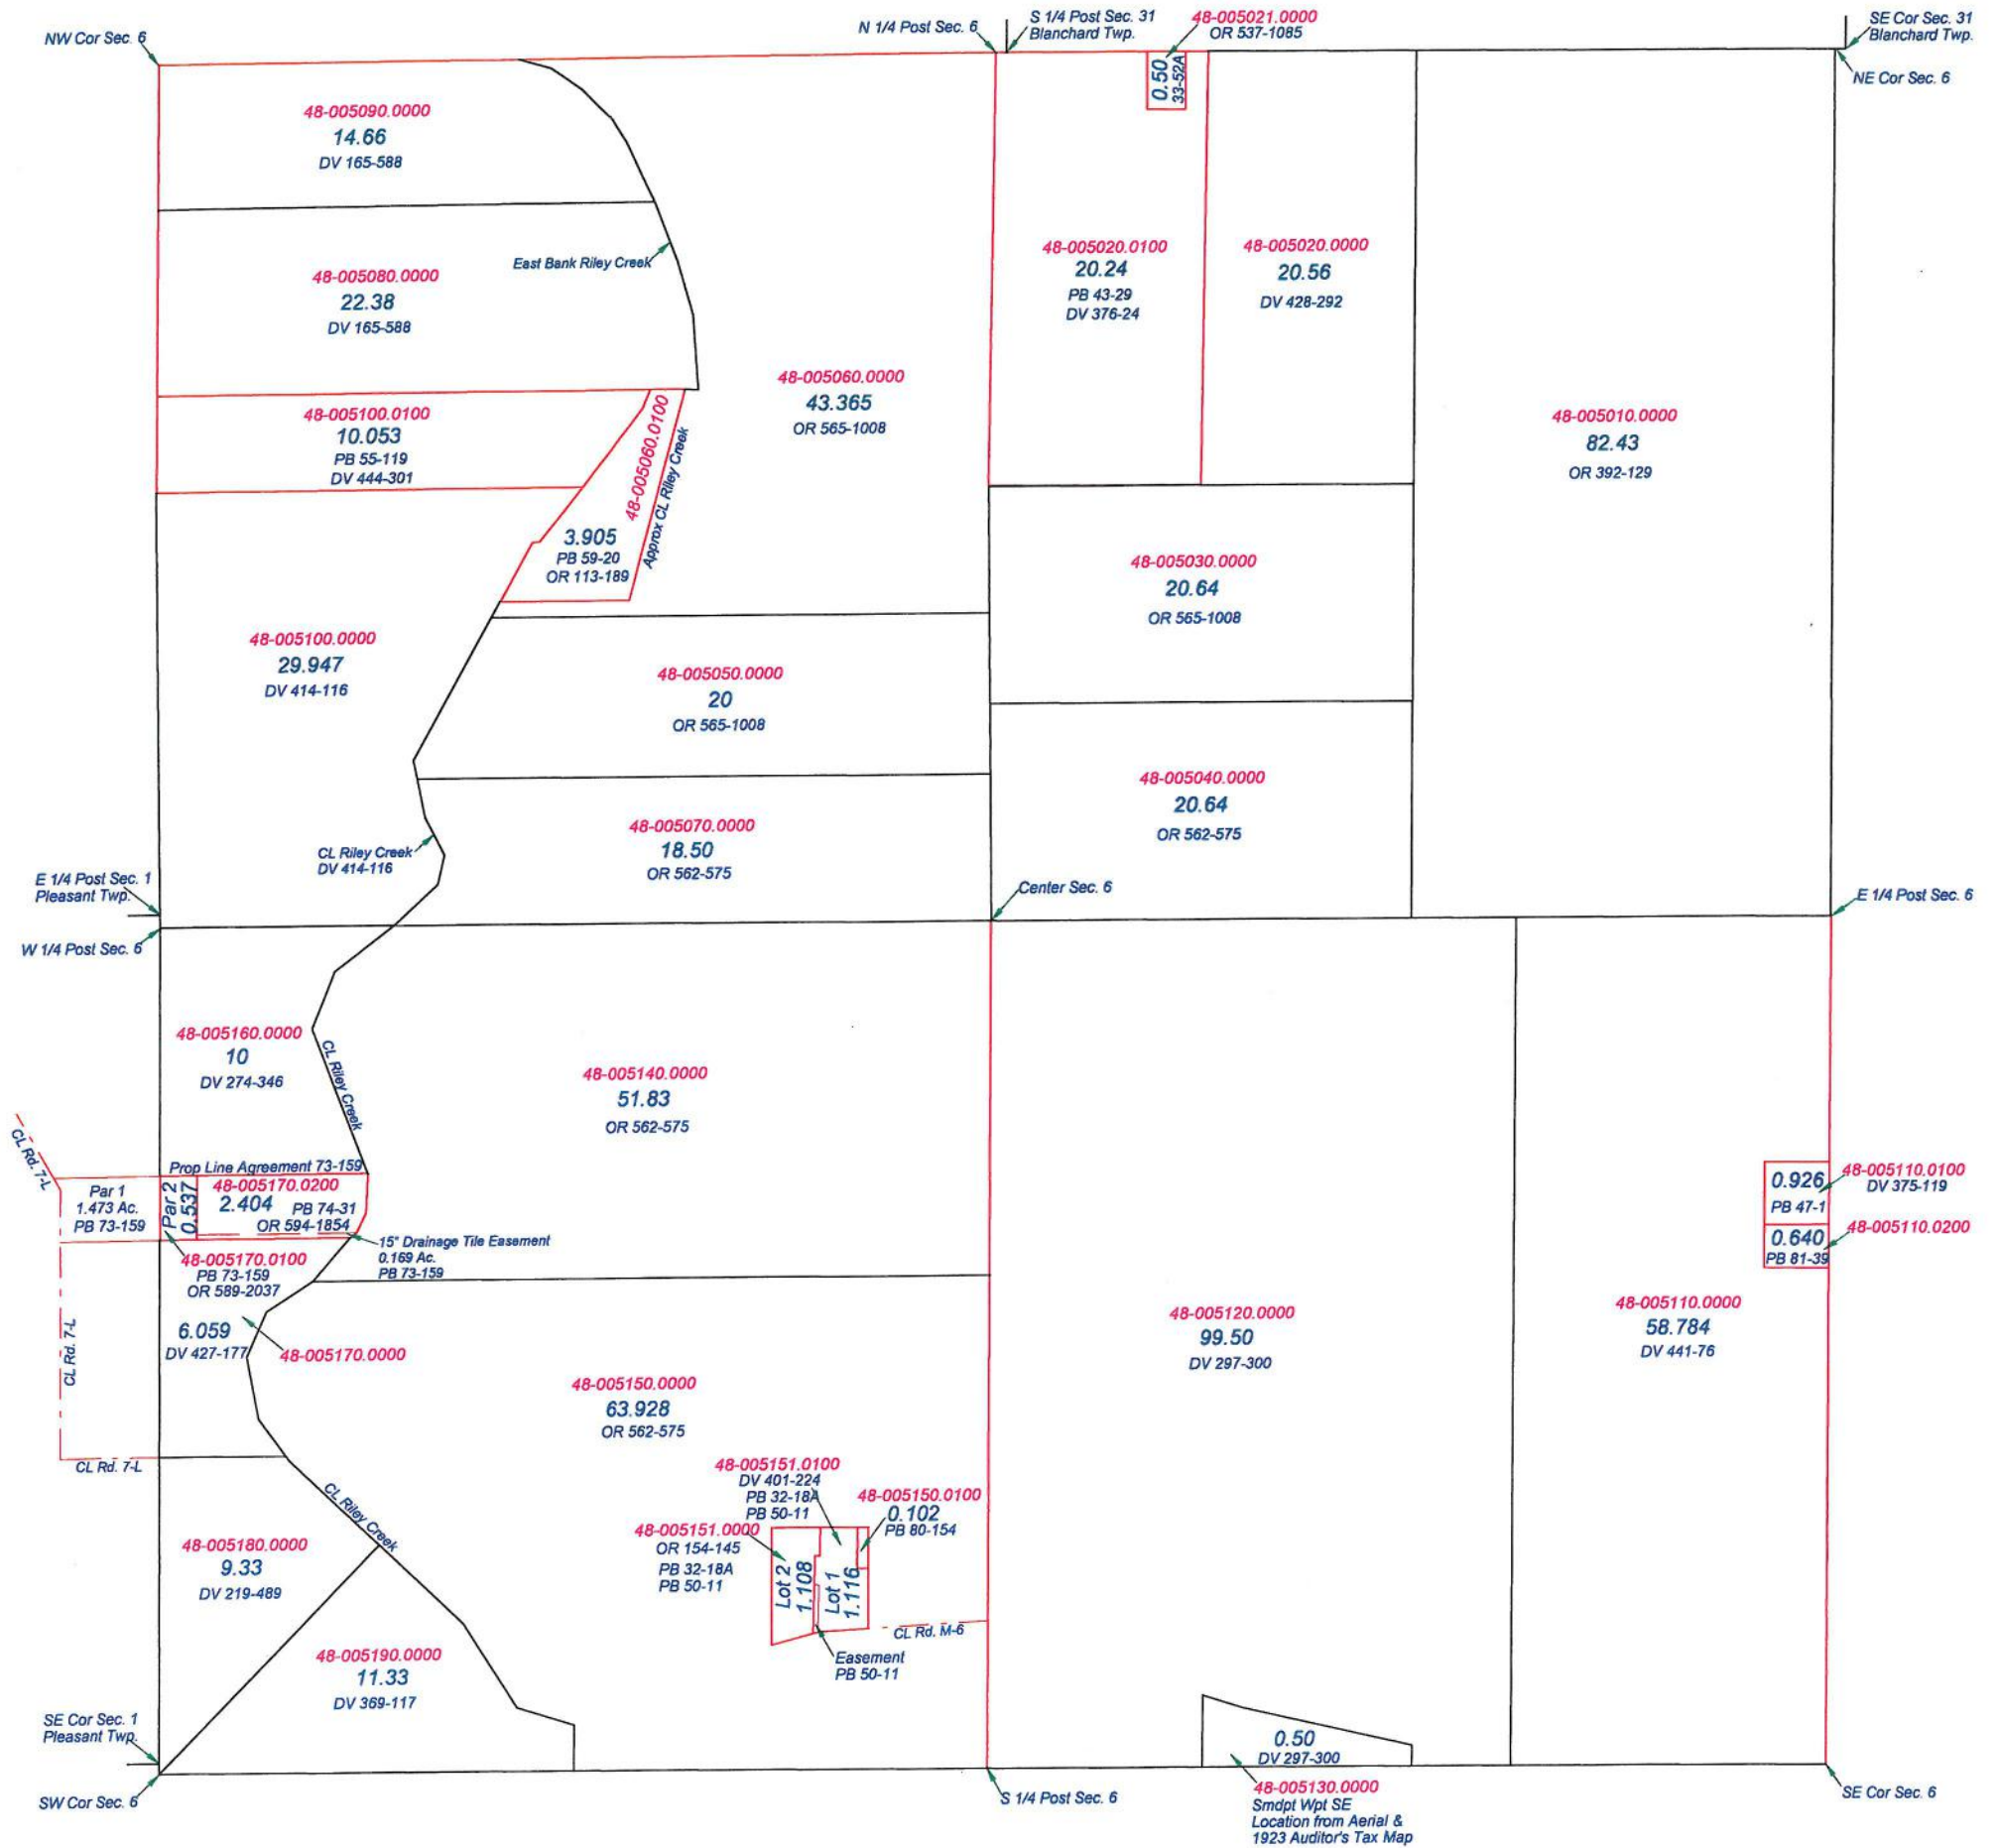 NW Cor Sec. 6
N 1/4 Post Sec. 6
S 1/4 Post Sec. 31
Blanchard Twp.
48-005021.0000
OR 537-1085
SE Cor Sec. 31
Blanchard Twp.
NE Cor Sec. 6
0.50
33-52A
48-005090.0000
14.66
DV 165-588
48-005080.0000
22.38
DV 165-588
East Bank Riley Creek
48-005020.0100
20.24
PB 43-29
DV 376-24
48-005020.0000
20.56
DV 428-292
48-005060.0000
43.365
OR 565-1008
48-005010.0000
82.43
OR 392-129
48-005100.0100
10.053
PB 55-119
DV 444-301
48-005060.0100
Approx CL Riley Creek
3.905
PB 59-20
OR 113-189
48-005030.0000
20.64
OR 565-1008
48-005100.0000
29.947
DV 414-116
48-005050.0000
20
OR 565-1008
48-005040.0000
20.64
OR 562-575
48-005070.0000
18.50
OR 562-575
CL Riley Creek
DV 414-116
E 1/4 Post Sec. 1
Pleasant Twp.
Center Sec. 6
E 1/4 Post Sec. 6
W 1/4 Post Sec. 6
48-005160.0000
10
DV 274-346
CL Riley Creek
48-005140.0000
51.83
OR 562-575
CL Rd. 7-L
Prop Line Agreement 73-159
Par 1
1.473 Ac.
PB 73-159
Par 2
0.537
48-005170.0200
2.404 PB 74-31
OR 594-1854
15" Drainage Tile Easement
0.169 Ac.
PB 73-159
48-005170.0100
PB 73-159
OR 589-2037
0.926
PB 47-1
48-005110.0100
DV 375-119
0.640
PB 81-39
48-005110.0200
6.059
DV 427-177
48-005170.0000
CL Rd. 7-L
48-005120.0000
99.50
DV 297-300
48-005110.0000
58.784
DV 441-76
48-005150.0000
63.928
OR 562-575
CL Rd. 7-L
48-005151.0100
DV 401-224
PB 32-18A
PB 50-11
48-005150.0100
0.102
PB 80-154
48-005151.0000
OR 154-145
PB 32-18A
PB 50-11
Lot 2
1.108
Lot 1
1.116
CL Rd. M-6
Easement
PB 50-11
CL Riley Creek
48-005180.0000
9.33
DV 219-489
48-005190.0000
11.33
DV 369-117
SE Cor Sec. 1
Pleasant Twp.
0.50
DV 297-300
48-005130.0000
Smdpt Wpt SE
Location from Aerial &
1923 Auditor's Tax Map
SW Cor Sec. 6
S 1/4 Post Sec. 6
SE Cor Sec. 6